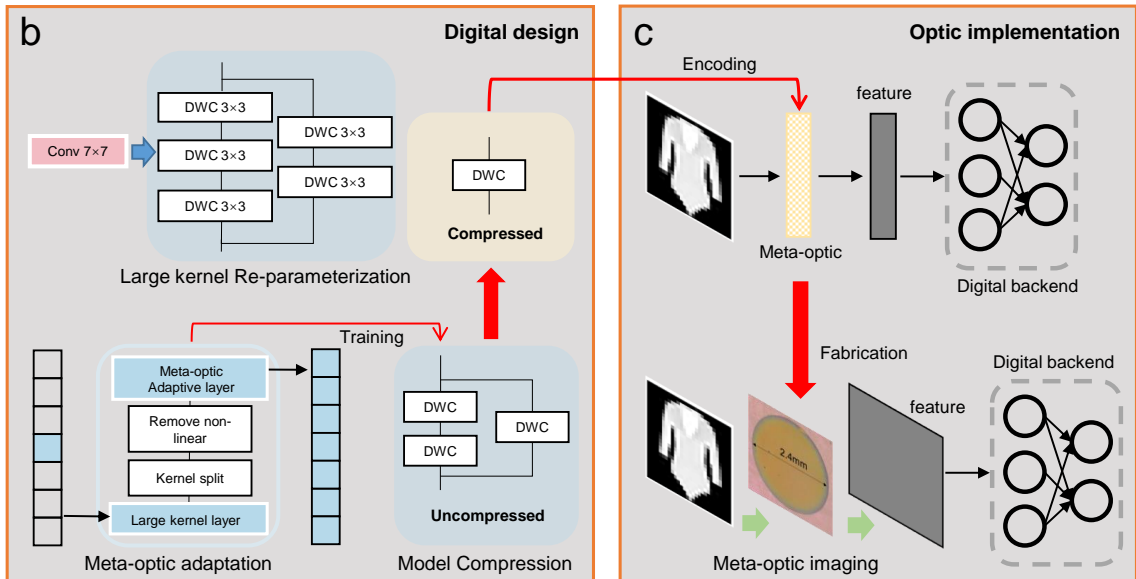 b
Digital design
DWC 3×3
DWC 3×3
DWC 3×3
DWC 3×3
DWC 3×3
Conv 7×7
Large kernel Re-parameterization
DWC
Compressed
Training
Meta-optic
Adaptive layer
Remove non-
linear
Kernel split
Large kernel layer
Meta-optic adaptation
DWC
DWC
DWC
Uncompressed
Model Compression
c
Optic implementation
Encoding
feature
Meta-optic
Digital backend
Fabrication
Digital backend
feature
2.4mm
Meta-optic imaging